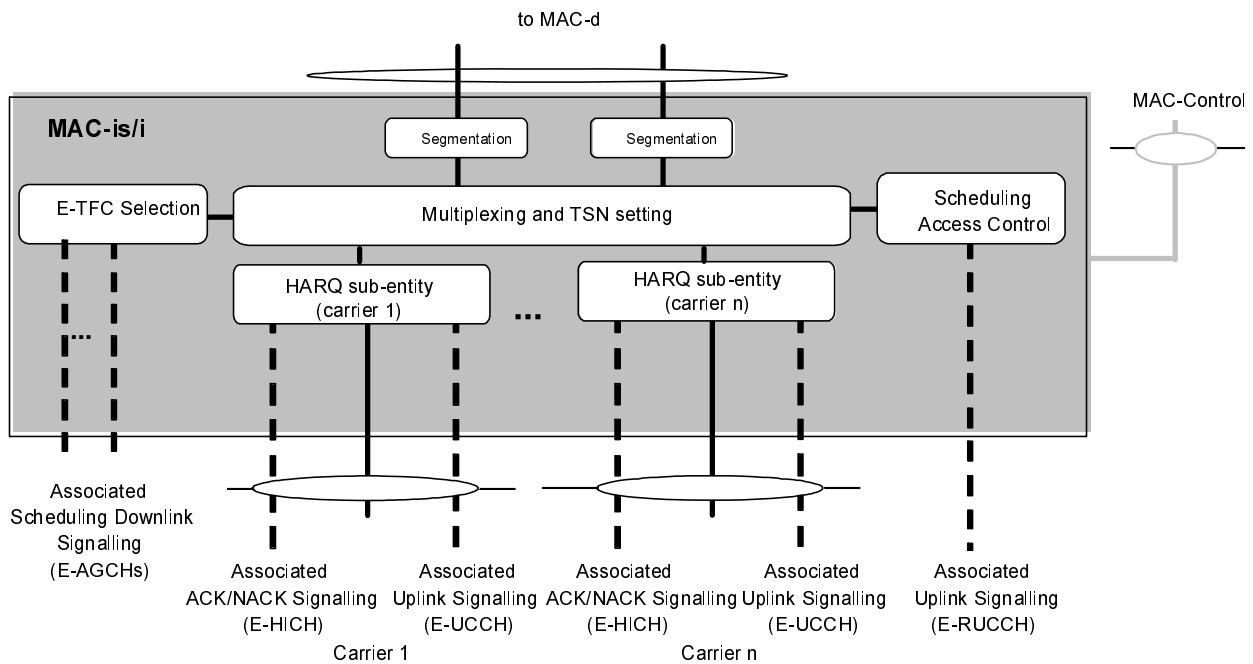 to MAC-d
MAC-Control
MAC-is/i
Segmentation
Segmentation
E-TFC Selection
Multiplexing and TSN setting
Scheduling
Access Control
HARQ sub-entity
(carrier 1)
...
HARQ sub-entity
(carrier n)
...
Associated
Scheduling Downlink
Signalling
(E-AGCHs)
Associated
ACK/NACK Signalling
(E-HICH)
Associated
Uplink Signalling
(E-UCCH)
Carrier 1
Associated
ACK/NACK Signalling
(E-HICH)
Associated
Uplink Signalling
(E-UCCH)
Carrier n
Associated
Uplink Signalling
(E-RUCCH)